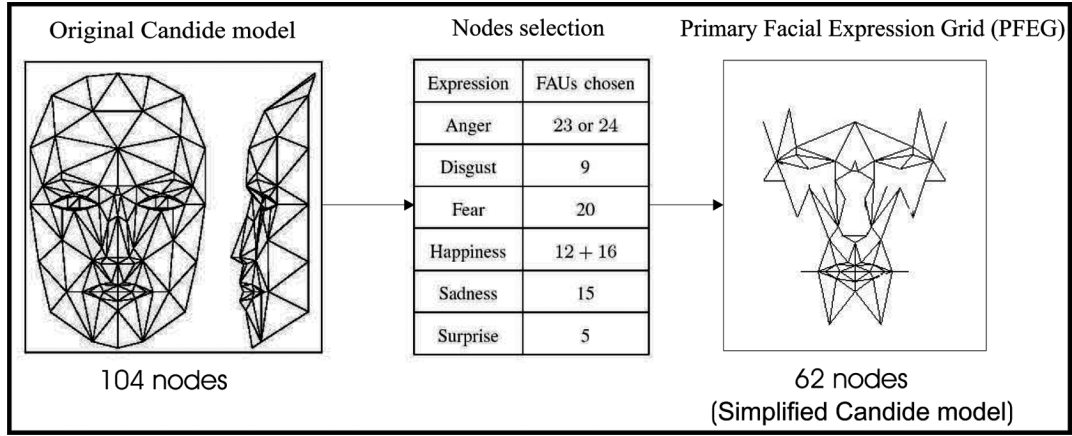 Original Candide model
Nodes selection
Primary Facial Expression Grid (PFEG)
Expression FAUs chosen
Anger 23 or 24
Disgust 9
Fear 20
Happiness 12 + 16
Sadness 15
Surprise 5
104 nodes
62 nodes
(Simplified Candide model)